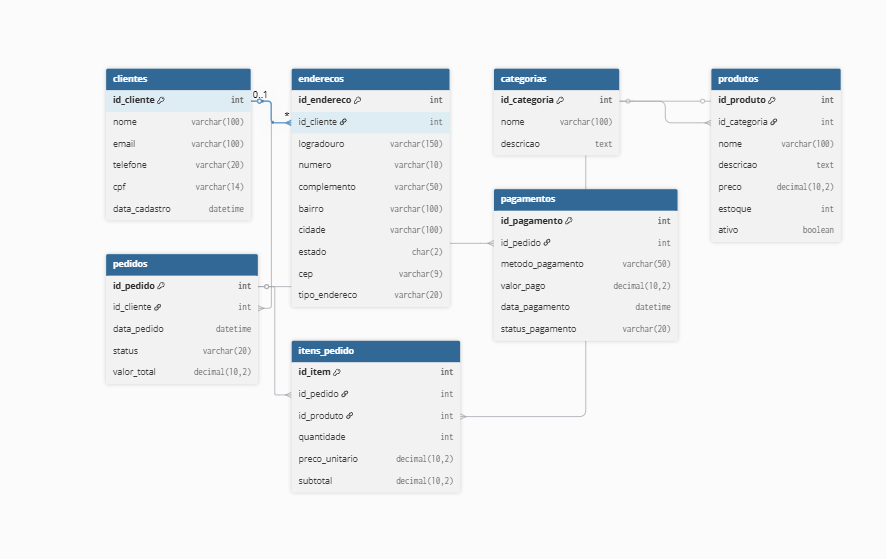 clientes
id_cliente int
nome varchar(100)
email varchar(100)
telefone varchar(20)
cpf varchar(14)
data_cadastro datetime
0..1
*
enderecos
id_endereco int
id_cliente int
logradouro varchar(150)
numero varchar(10)
complemento varchar(50)
bairro varchar(100)
cidade varchar(100)
estado char(2)
cep varchar(9)
tipo_endereco varchar(20)
categorias
id_categoria int
nome varchar(100)
descricao text
produtos
id_produto int
id_categoria int
nome varchar(100)
descricao text
preco decimal(10,2)
estoque int
ativo boolean
pagamentos
id_pagamento int
id_pedido int
metodo_pagamento varchar(50)
valor_pago decimal(10,2)
data_pagamento datetime
status_pagamento varchar(20)
pedidos
id_pedido int
id_cliente int
data_pedido datetime
status varchar(20)
valor_total decimal(10,2)
itens_pedido
id_item int
id_pedido int
id_produto int
quantidade int
preco_unitario decimal(10,2)
subtotal decimal(10,2)